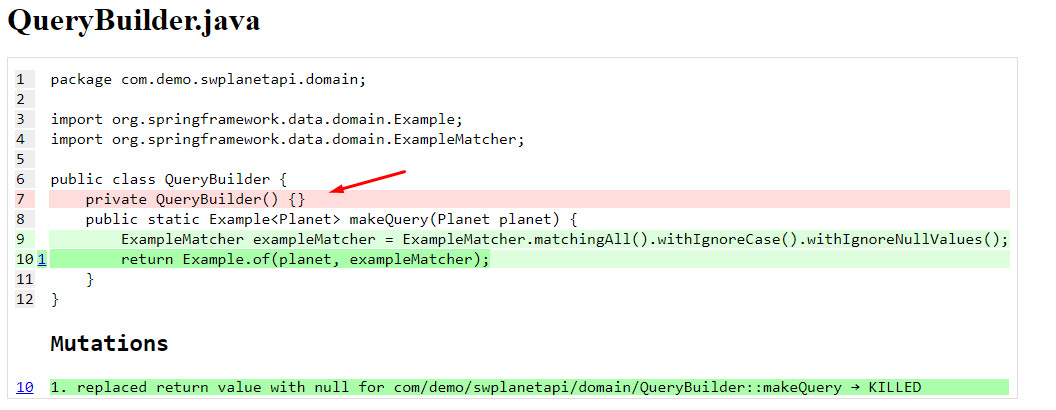 QueryBuilder.java
1 package com.demo.swplanetapi.domain;
2
3 import org.springframework.data.domain.Example;
4 import org.springframework.data.domain.ExampleMatcher;
5
6 public class QueryBuilder {
7     private QueryBuilder() {}
8     public static Example<Planet> makeQuery(Planet planet) {
9         ExampleMatcher exampleMatcher = ExampleMatcher.matchingAll().withIgnoreCase().withIgnoreNullValues();
10 1         return Example.of(planet, exampleMatcher);
11     }
12 }
Mutations
10 1. replaced return value with null for com/demo/swplanetapi/domain/QueryBuilder::makeQuery → KILLED